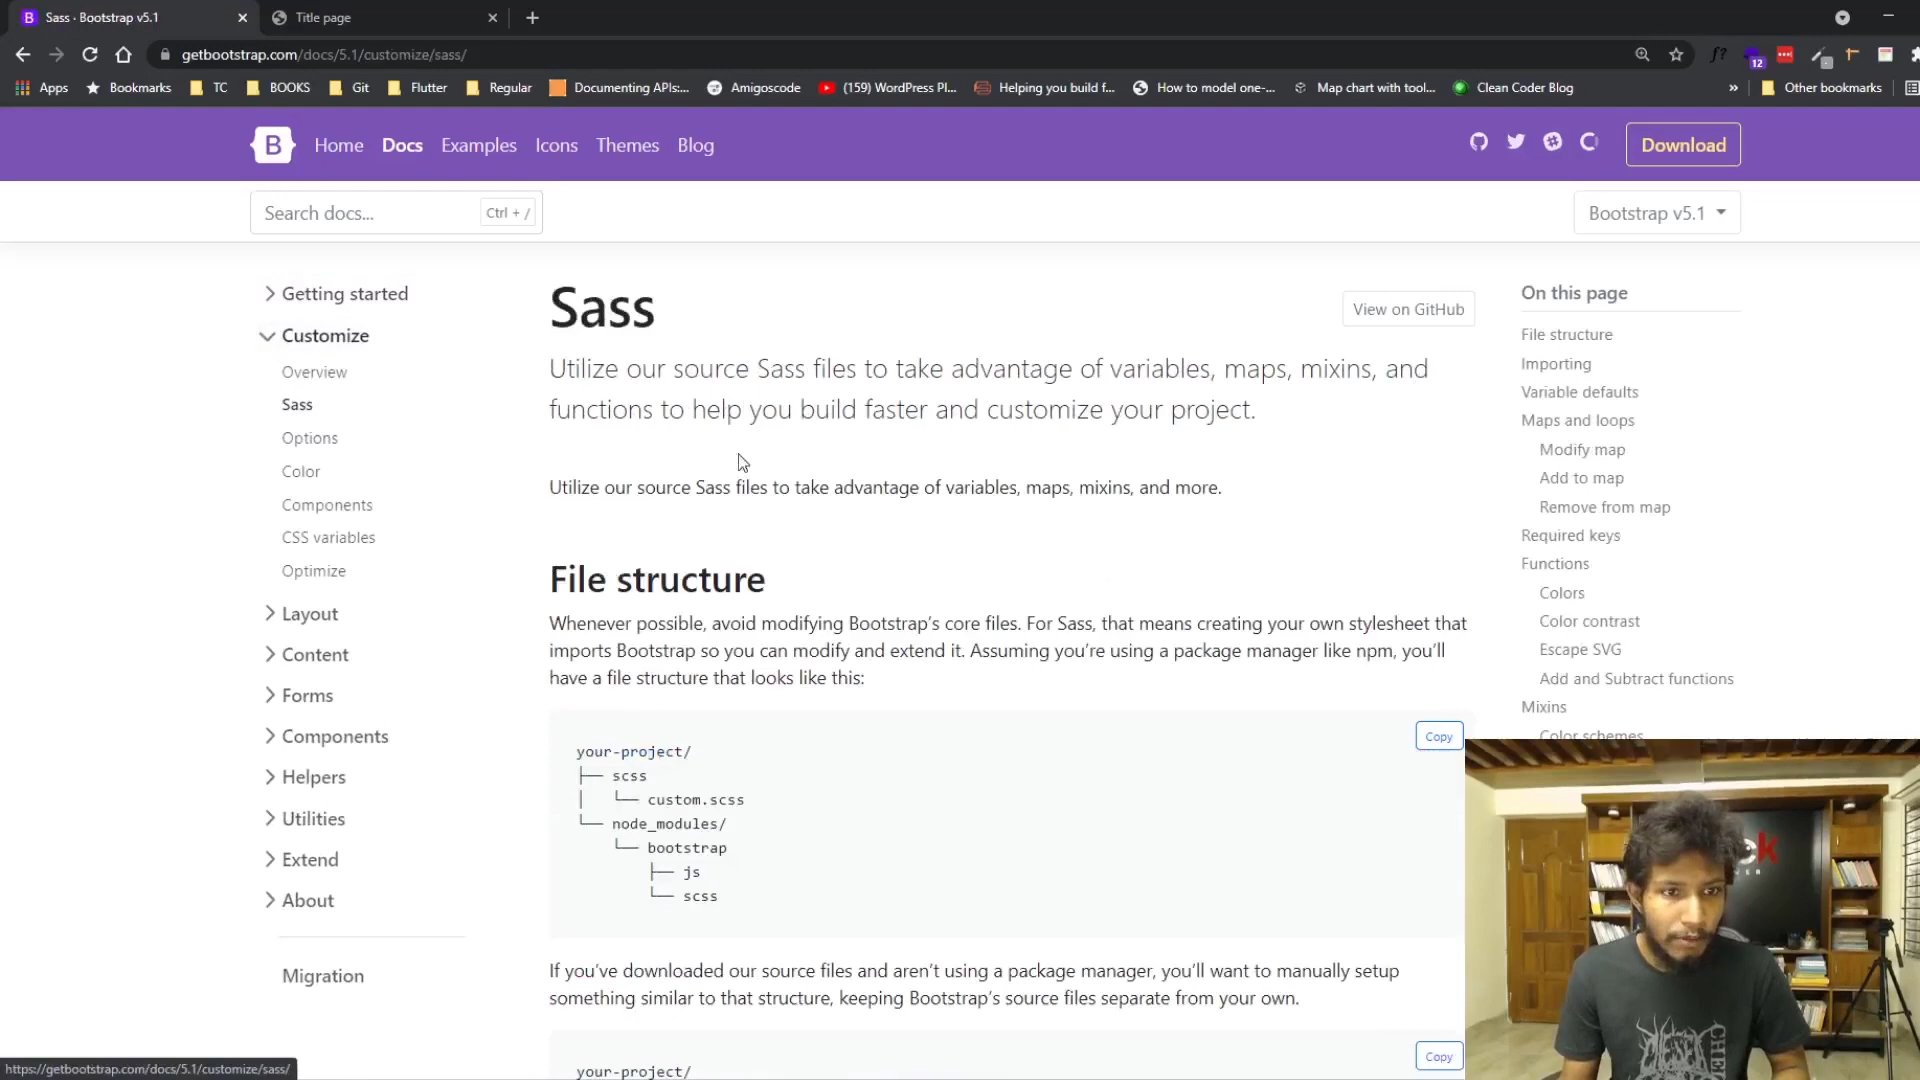 Sass · Bootstrap v5.1
Title page
getbootstrap.com/docs/5.1/customize/sass/
12
Apps
Bookmarks
TC
BOOKS
Git
Flutter
Regular
Documenting APIs:...
Amigoscode
(159) WordPress Pl...
Helping you build f...
How to model one-...
Map chart with tool...
Clean Coder Blog
»
Other bookmarks
B
Home
Docs
Examples
Icons
Themes
Blog
Download
Search docs...
Ctrl + /
Bootstrap v5.1
Getting started
Customize
Overview
Sass
Options
Color
Components
CSS variables
Optimize
Layout
Content
Forms
Components
Helpers
Utilities
Extend
About
Migration
Sass
View on GitHub
Utilize our source Sass files to take advantage of variables, maps, mixins, and
functions to help you build faster and customize your project.
Utilize our source Sass files to take advantage of variables, maps, mixins, and more.
File structure
Whenever possible, avoid modifying Bootstrap's core files. For Sass, that means creating your own stylesheet that
imports Bootstrap so you can modify and extend it. Assuming you're using a package manager like npm, you'll
have a file structure that looks like this:
Copy
your-project/
├── scss
│   └── custom.scss
└── node_modules/
    └── bootstrap
        ├── js
        └── scss
If you've downloaded our source files and aren't using a package manager, you'll want to manually setup
something similar to that structure, keeping Bootstrap's source files separate from your own.
Copy
your-project/
On this page
File structure
Importing
Variable defaults
Maps and loops
Modify map
Add to map
Remove from map
Required keys
Functions
Colors
Color contrast
Escape SVG
Add and Subtract functions
Mixins
Color schemes
https://getbootstrap.com/docs/5.1/customize/sass/